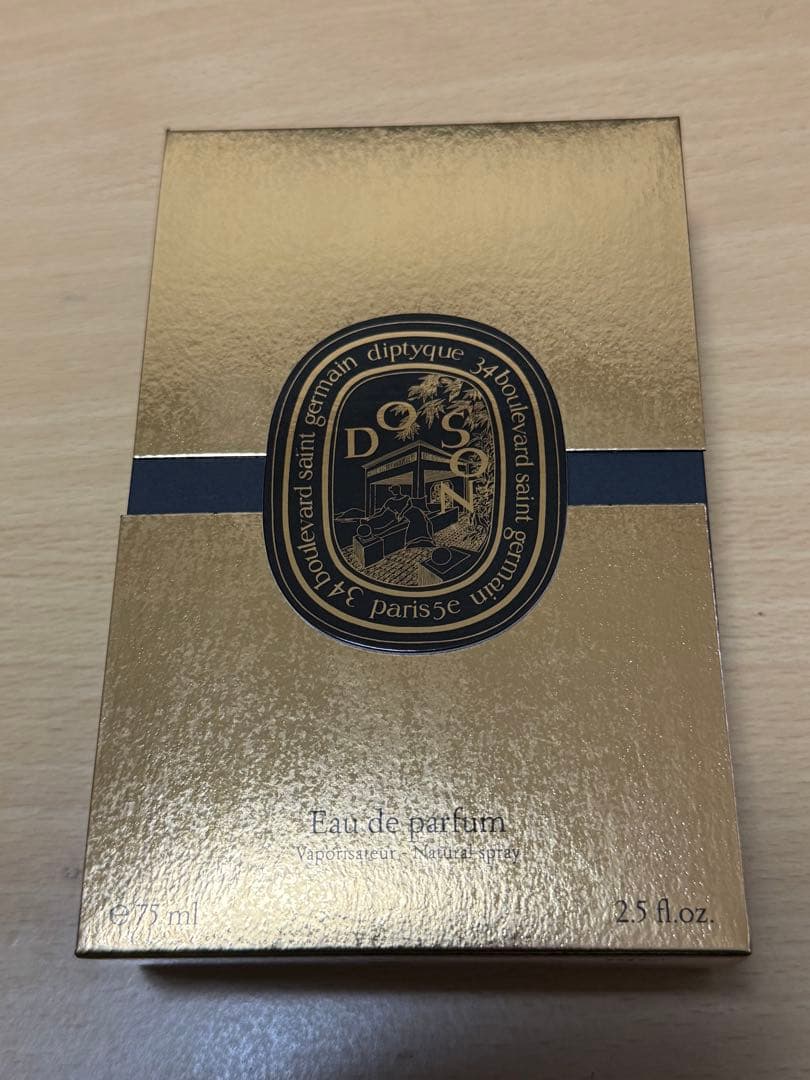 diptyque 34 boulevard saint germain paris 5e 34 boulevard saint germain
DO SON
Eau de parfum
Vaporisateur - Natural spray
℮ 75 ml
2.5 fl.oz.